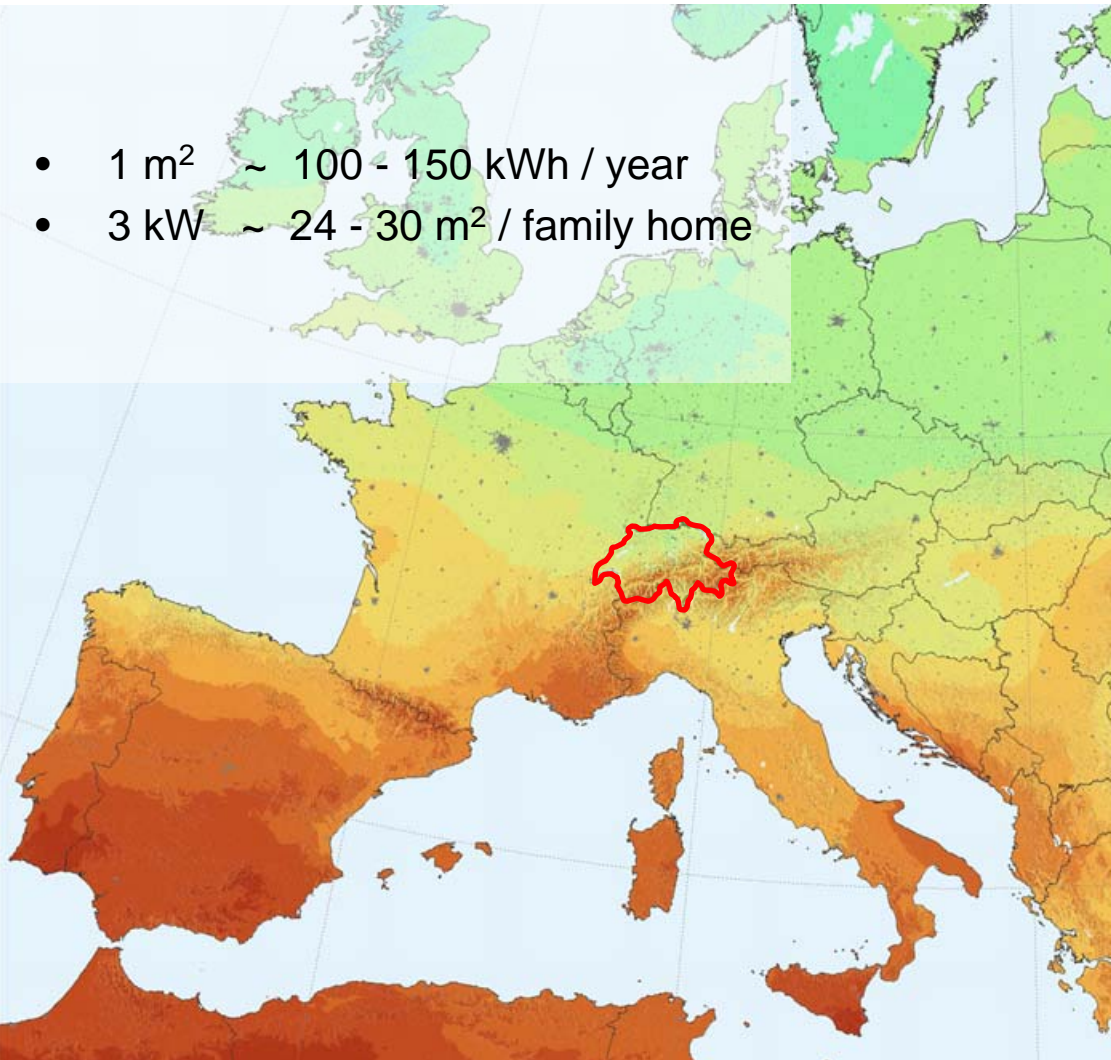 • 1 m² ~ 100 - 150 kWh / year
• 3 kW ~ 24 - 30 m² / family home